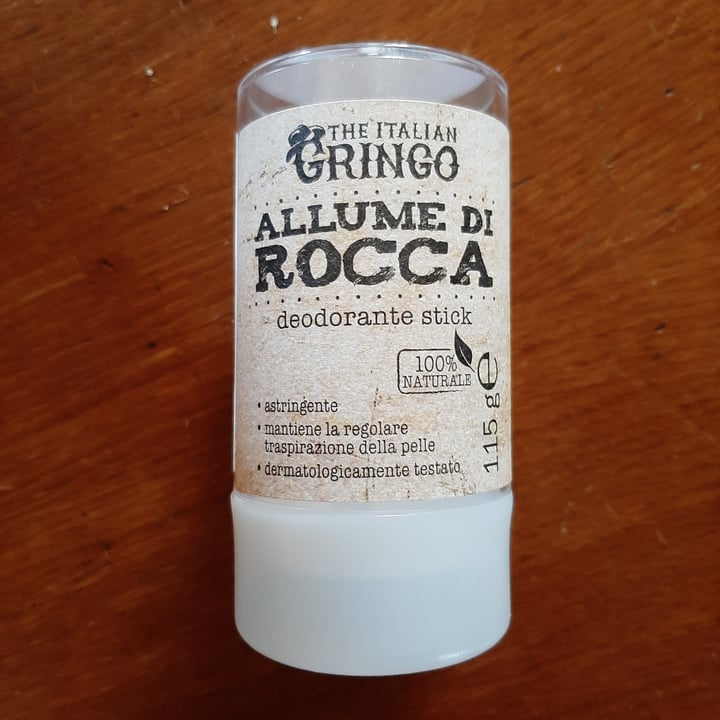 THE ITALIAN
GRINGO
ALLUME DI
ROCCA
deodorante stick
100%
NATURALE
115 g e
• astringente
• mantiene la regolare
traspirazione della pelle
• dermatologicamente testato